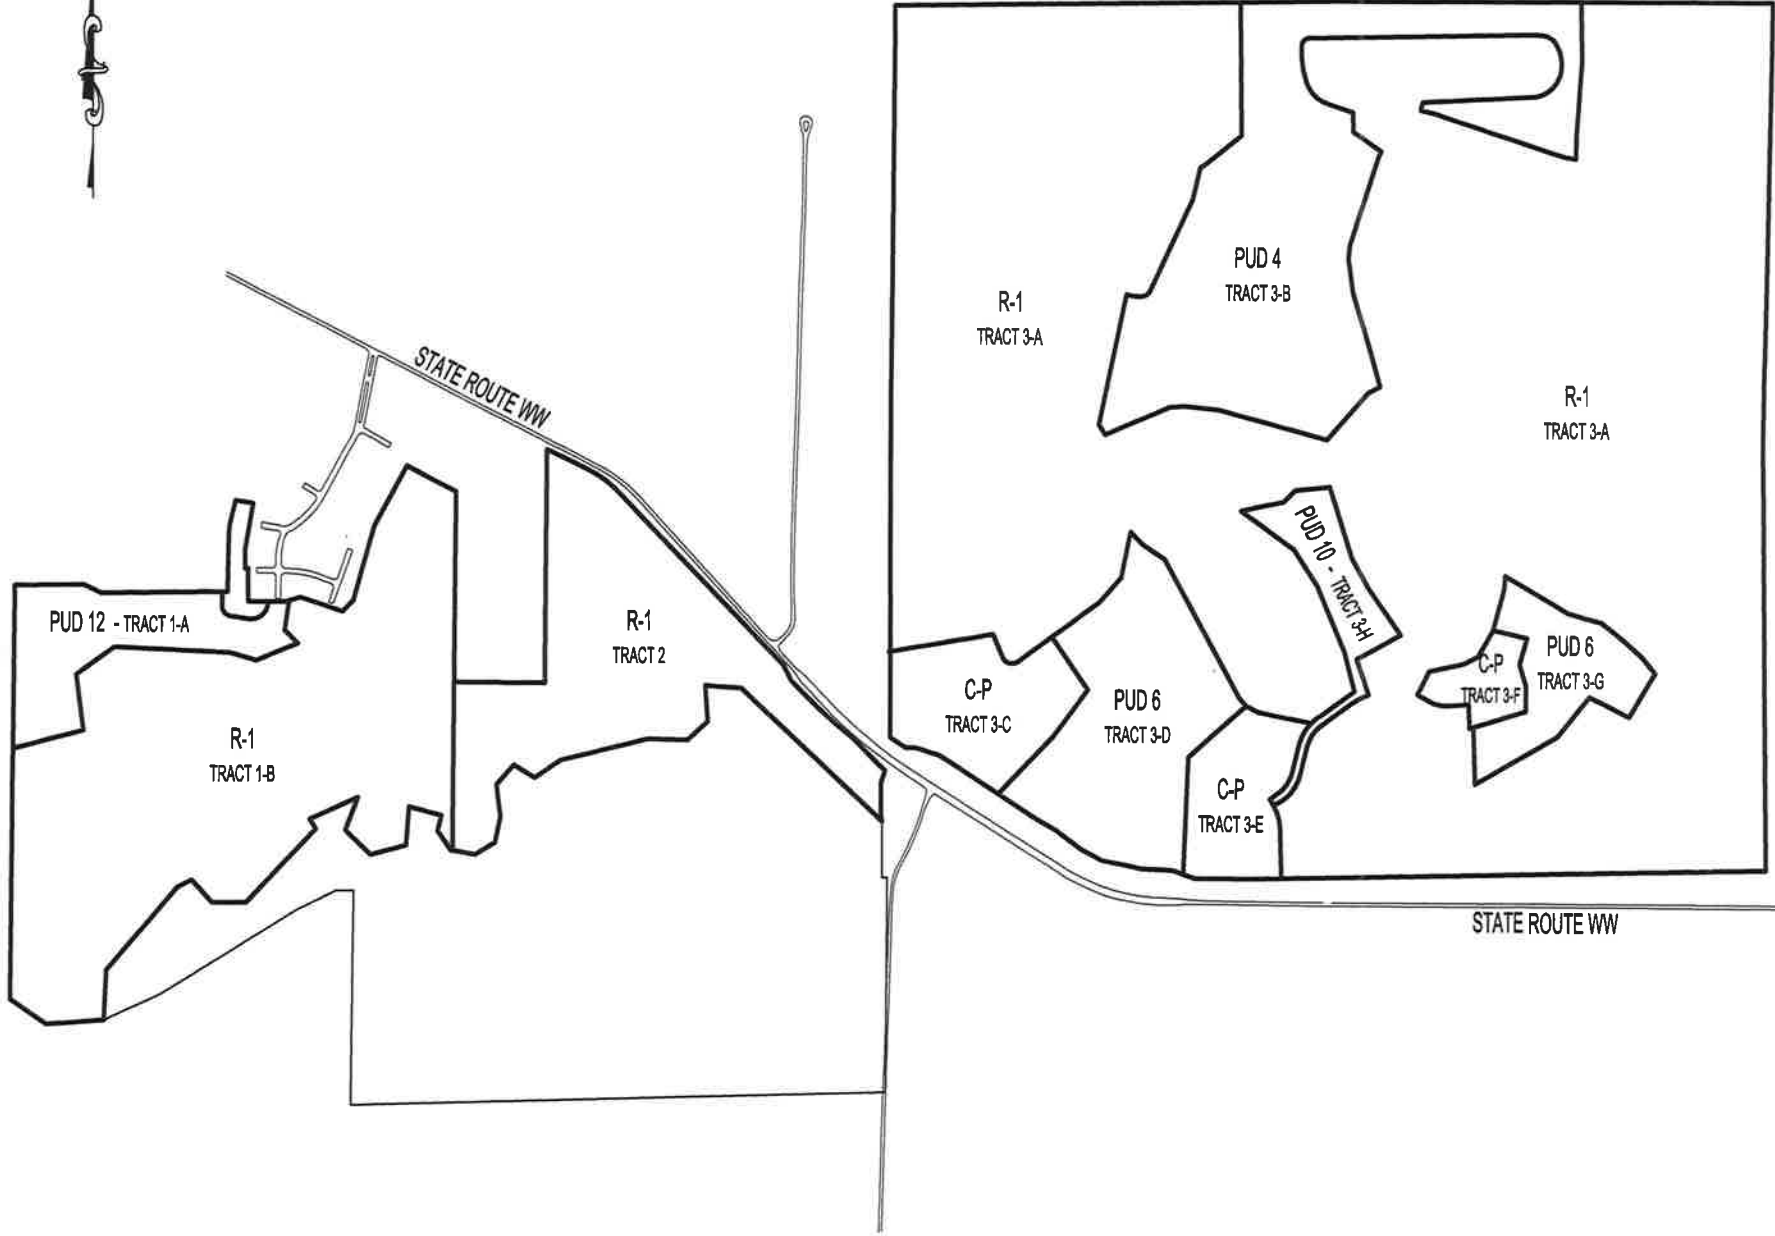 PUD 4
TRACT 3-B
R-1
TRACT 3-A
STATE ROUTE WW
R-1
TRACT 3-A
PUD 10 - TRACT 3-H
PUD 12 - TRACT 1-A
R-1
TRACT 2
C-P
TRACT 3-C
PUD 6
TRACT 3-D
C-P
TRACT 3-F
PUD 6
TRACT 3-G
R-1
TRACT 1-B
C-P
TRACT 3-E
STATE ROUTE WW